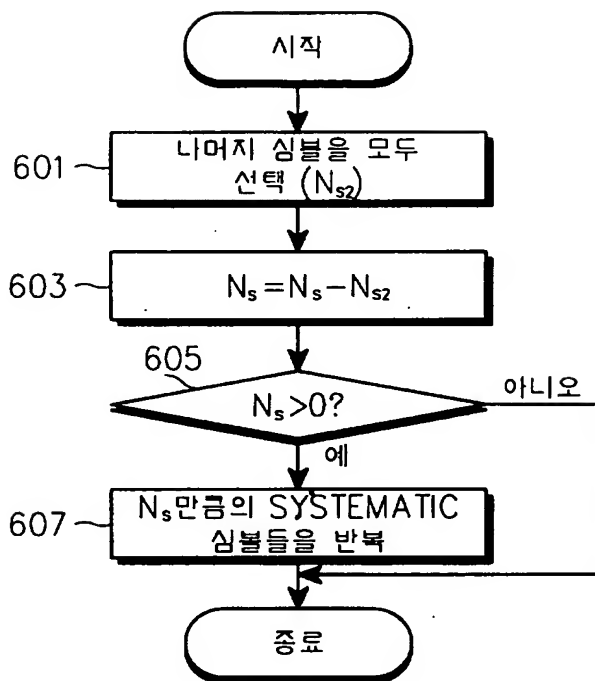 시작
601
나머지 심볼을 모두
선택 (Ns2)
603
Ns=Ns-Ns2
605
Ns>0?
아니오
예
607
Ns만큼의 SYSTEMATIC
심볼들을 반복
종료